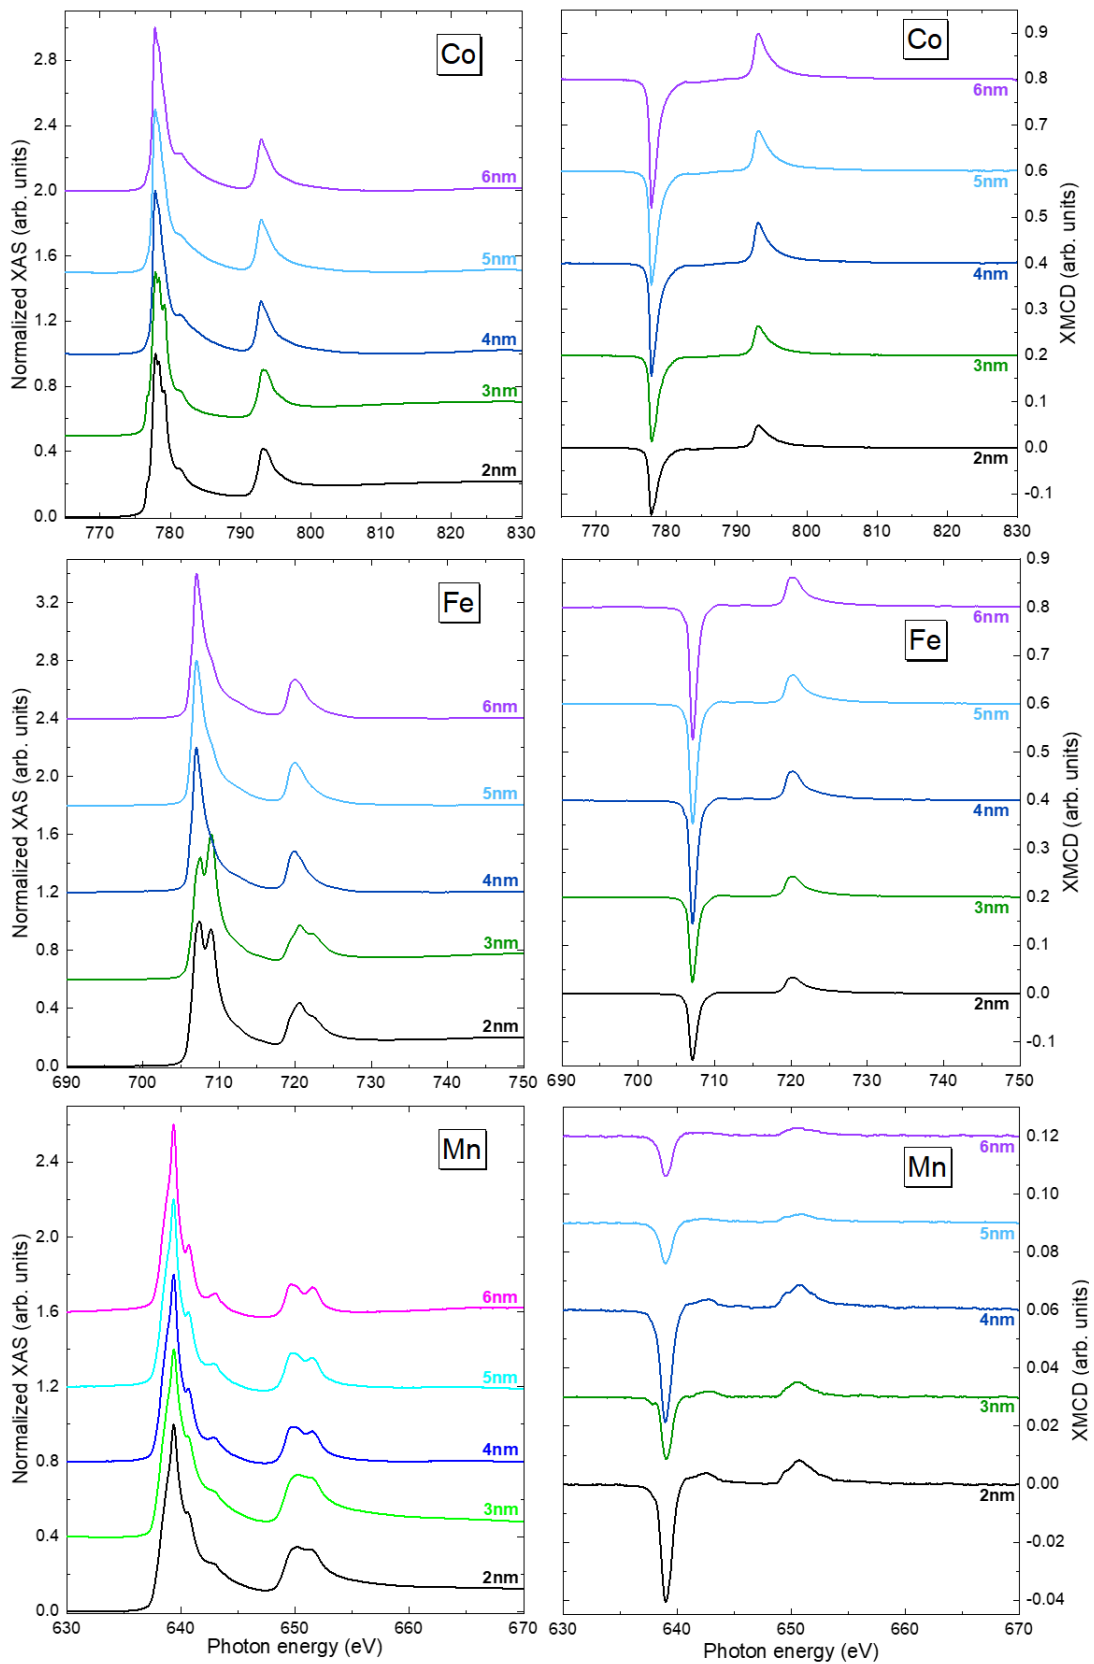 Co
Normalized XAS (arb. units)
2.8
2.4
2.0
1.6
1.2
0.8
0.4
0.0
6nm
5nm
4nm
3nm
2nm
770 780 790 800 810 820 830
Co
XMCD (arb. units)
0.9
0.8
0.7
0.6
0.5
0.4
0.3
0.2
0.1
0.0
-0.1
6nm
5nm
4nm
3nm
2nm
770 780 790 800 810 820 830
Fe
Normalized XAS (arb. units)
3.2
2.8
2.4
2.0
1.6
1.2
0.8
0.4
0.0
6nm
5nm
4nm
3nm
2nm
690 700 710 720 730 740 750
Fe
XMCD (arb. units)
0.9
0.8
0.7
0.6
0.5
0.4
0.3
0.2
0.1
0.0
-0.1
6nm
5nm
4nm
3nm
2nm
690 700 710 720 730 740 750
Mn
Normalized XAS (arb. units)
2.4
2.0
1.6
1.2
0.8
0.4
0.0
6nm
5nm
4nm
3nm
2nm
630 640 650 660 670
Photon energy (eV)
Mn
XMCD (arb. units)
0.12
0.10
0.08
0.06
0.04
0.02
0.00
-0.02
-0.04
6nm
5nm
4nm
3nm
2nm
630 640 650 660 670
Photon energy (eV)